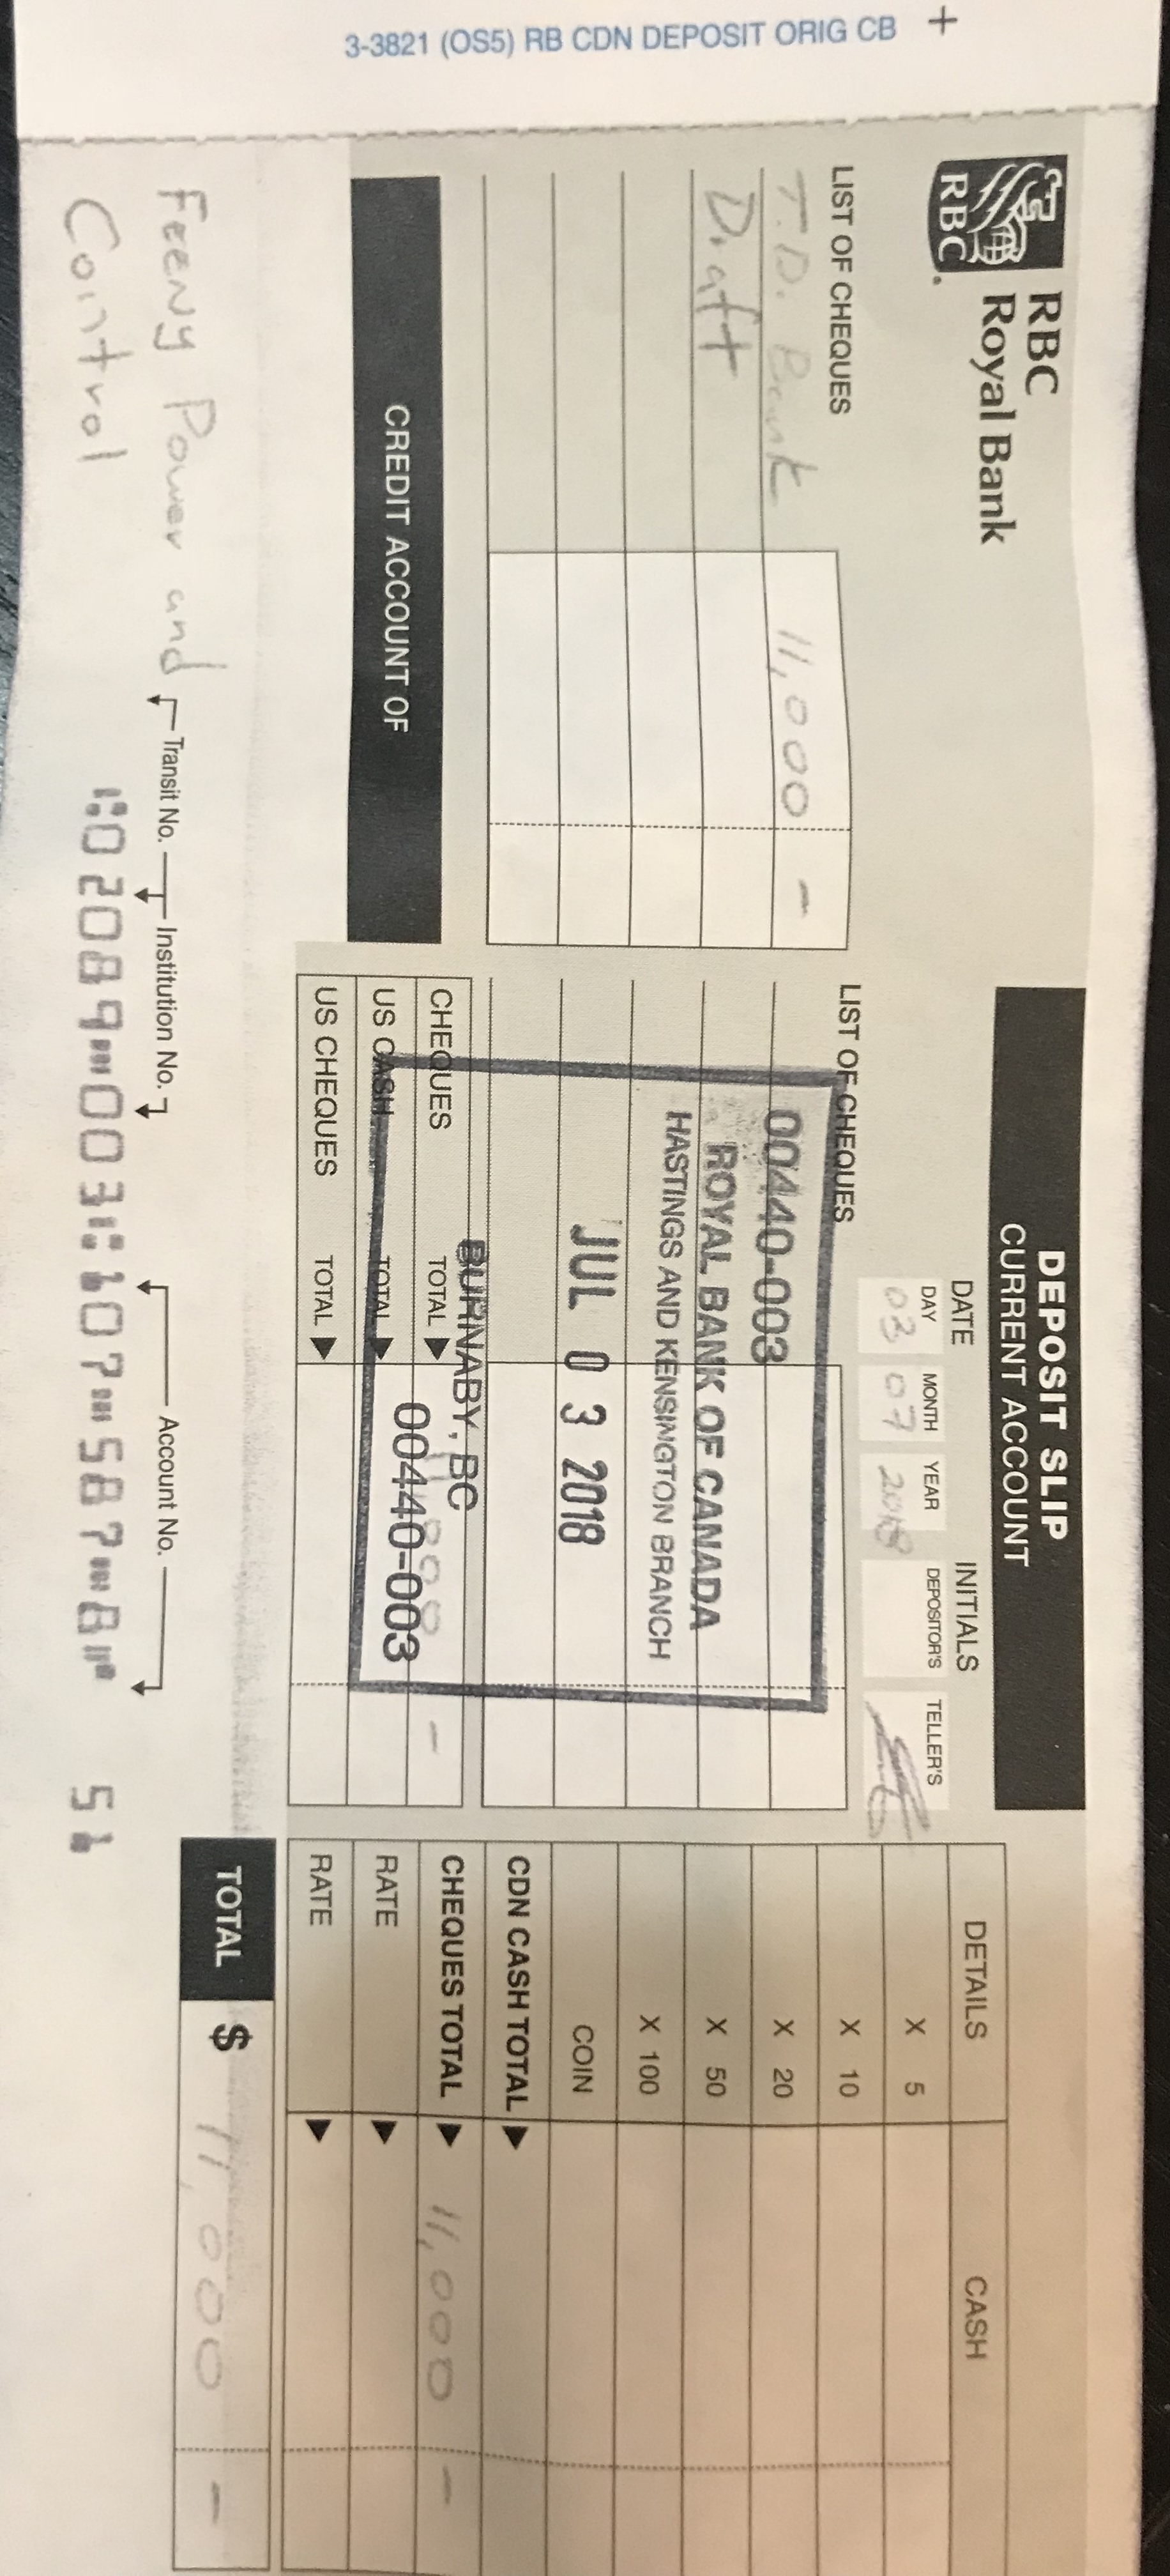 3-3821 (OS5) RB CDN DEPOSIT ORIG CB +
RBC
RBC
Royal Bank
DEPOSIT SLIP
CURRENT ACCOUNT
DATE
DAY MONTH YEAR
03 07 2018
INITIALS
DEPOSITOR'S TELLER'S
LIST OF CHEQUES
T.D. Bank 11,000 -
Draft
LIST OF CHEQUES
00440-003
ROYAL BANK OF CANADA
HASTINGS AND KENSINGTON BRANCH
JUL 03 2018
BURNABY, BC
00440-003
CHEQUES TOTAL -
US CASH TOTAL
US CHEQUES TOTAL
DETAILS CASH
X 5
X 10
X 20
X 50
X 100
COIN
CDN CASH TOTAL
CHEQUES TOTAL 11,000 -
RATE
RATE
TOTAL $ 11,000 -
CREDIT ACCOUNT OF
Feeny Power and
Control
Transit No. Institution No. Account No.
⑆02089⑉003⑆107⑉587⑉8⑈ 51